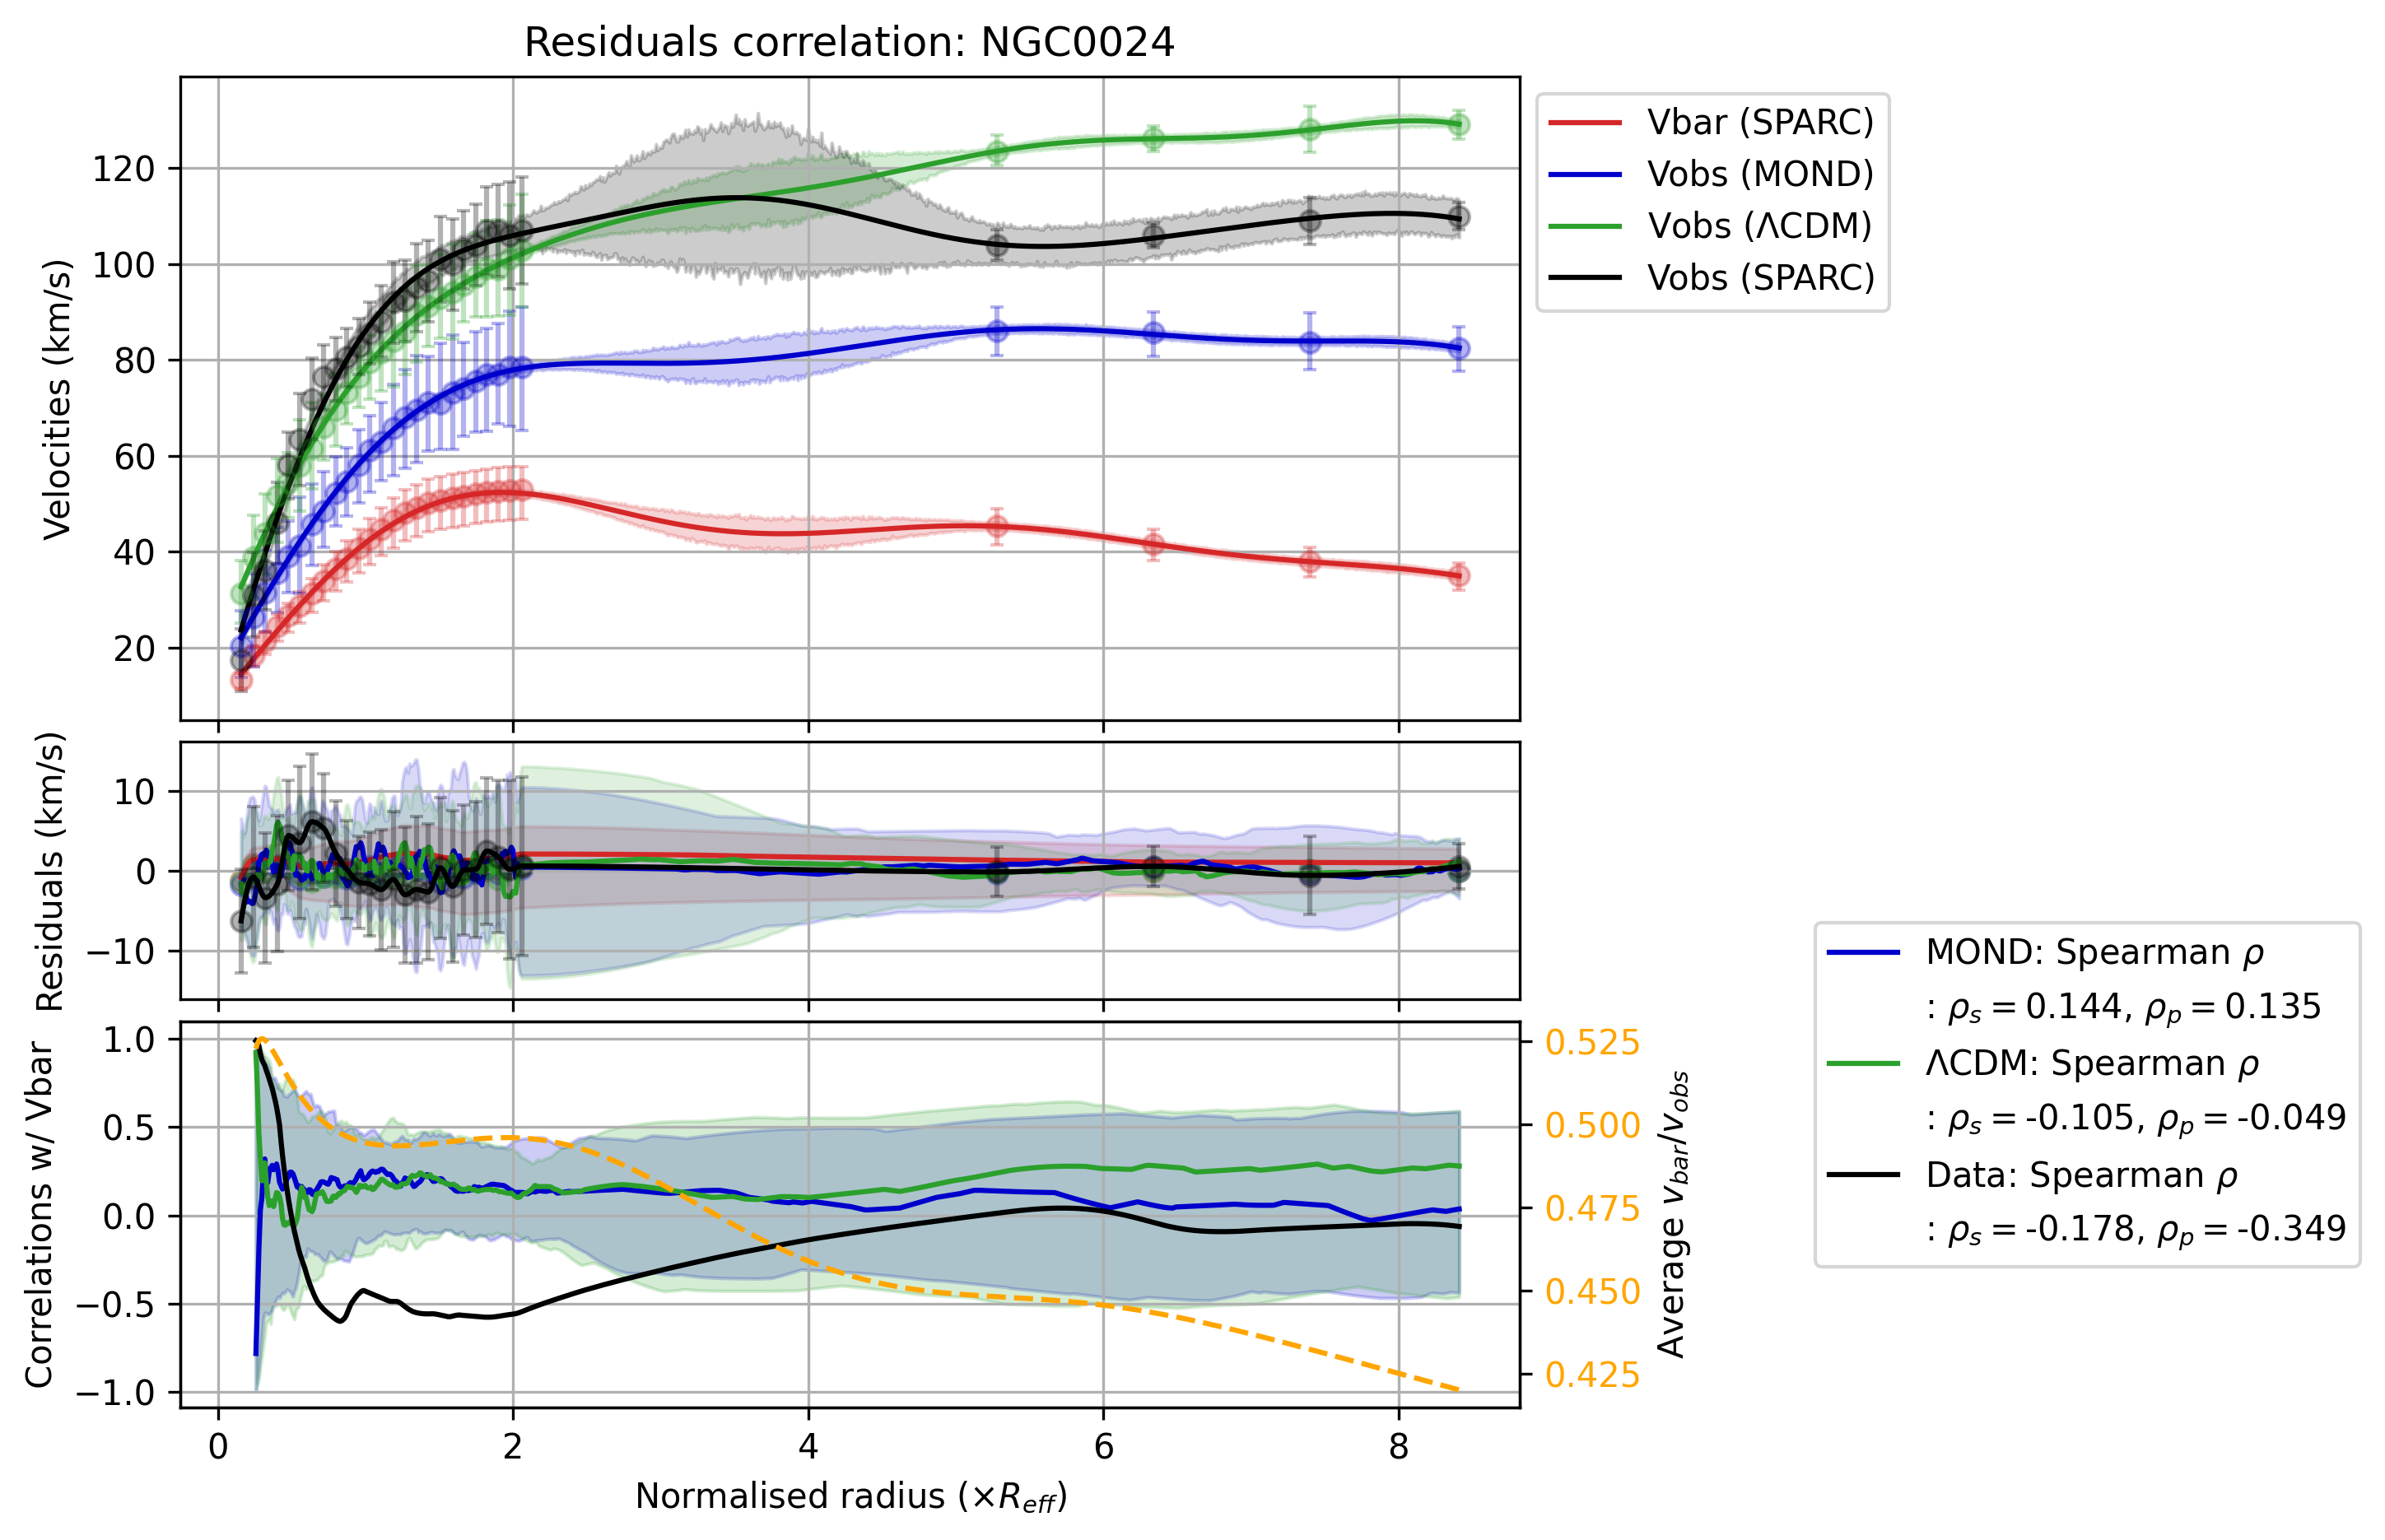 Residuals correlation: NGC0024
120
100
80
60
40
20
Velocities (km/s)
Vbar (SPARC)
Vobs (MOND)
Vobs (ΛCDM)
Vobs (SPARC)
10
0
−10
Residuals (km/s)
1.0
0.5
0.0
−0.5
−1.0
Correlations w/ Vbar
0.525
0.500
0.475
0.450
0.425
Average v_bar/v_obs
MOND: Spearman ρ
: ρ_s = 0.144, ρ_p = 0.135
ΛCDM: Spearman ρ
: ρ_s = -0.105, ρ_p = -0.049
Data: Spearman ρ
: ρ_s = -0.178, ρ_p = -0.349
0 2 4 6 8
Normalised radius (×R_eff)